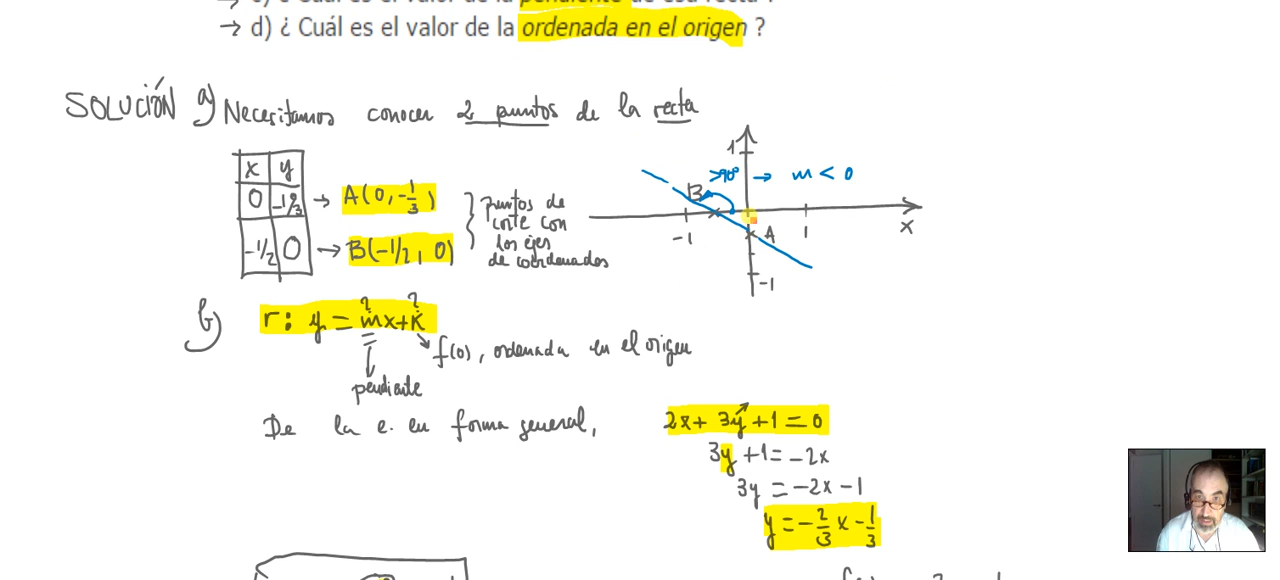 → d) ¿ Cuál es el valor de la ordenada en el origen ?
SOLUCIÓN a) Necesitamos conocer 2 puntos de la recta
x y
0 -1/3 → A(0, -1/3)
-1/2 0 → B(-1/2, 0)
puntos de
corte con
los ejes
de coordenadas
1
>90° → m < 0
B
-1
A
1
x
-1
b) r: y = mx+K
? ?
f(0), ordenada en el origen
pendiente
De la e. en forma general, 2x + 3y + 1 = 0
3y + 1 = -2x
3y = -2x - 1
y = -2/3 x - 1/3